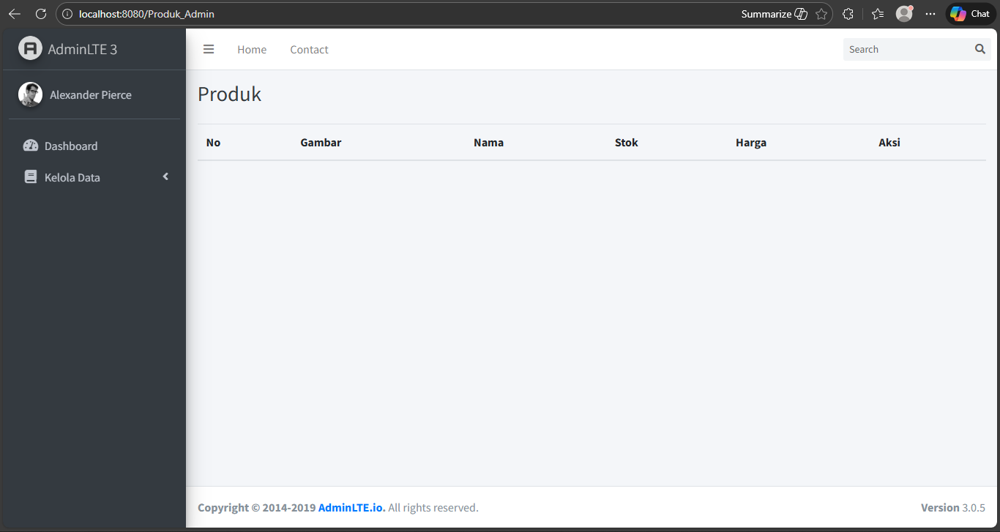 localhost:8080/Produk_Admin
Summarize
Chat
AdminLTE 3
Home
Contact
Search
Alexander Pierce
Produk
No Gambar Nama Stok Harga Aksi
Dashboard
Kelola Data
Copyright © 2014-2019 AdminLTE.io. All rights reserved.
Version 3.0.5